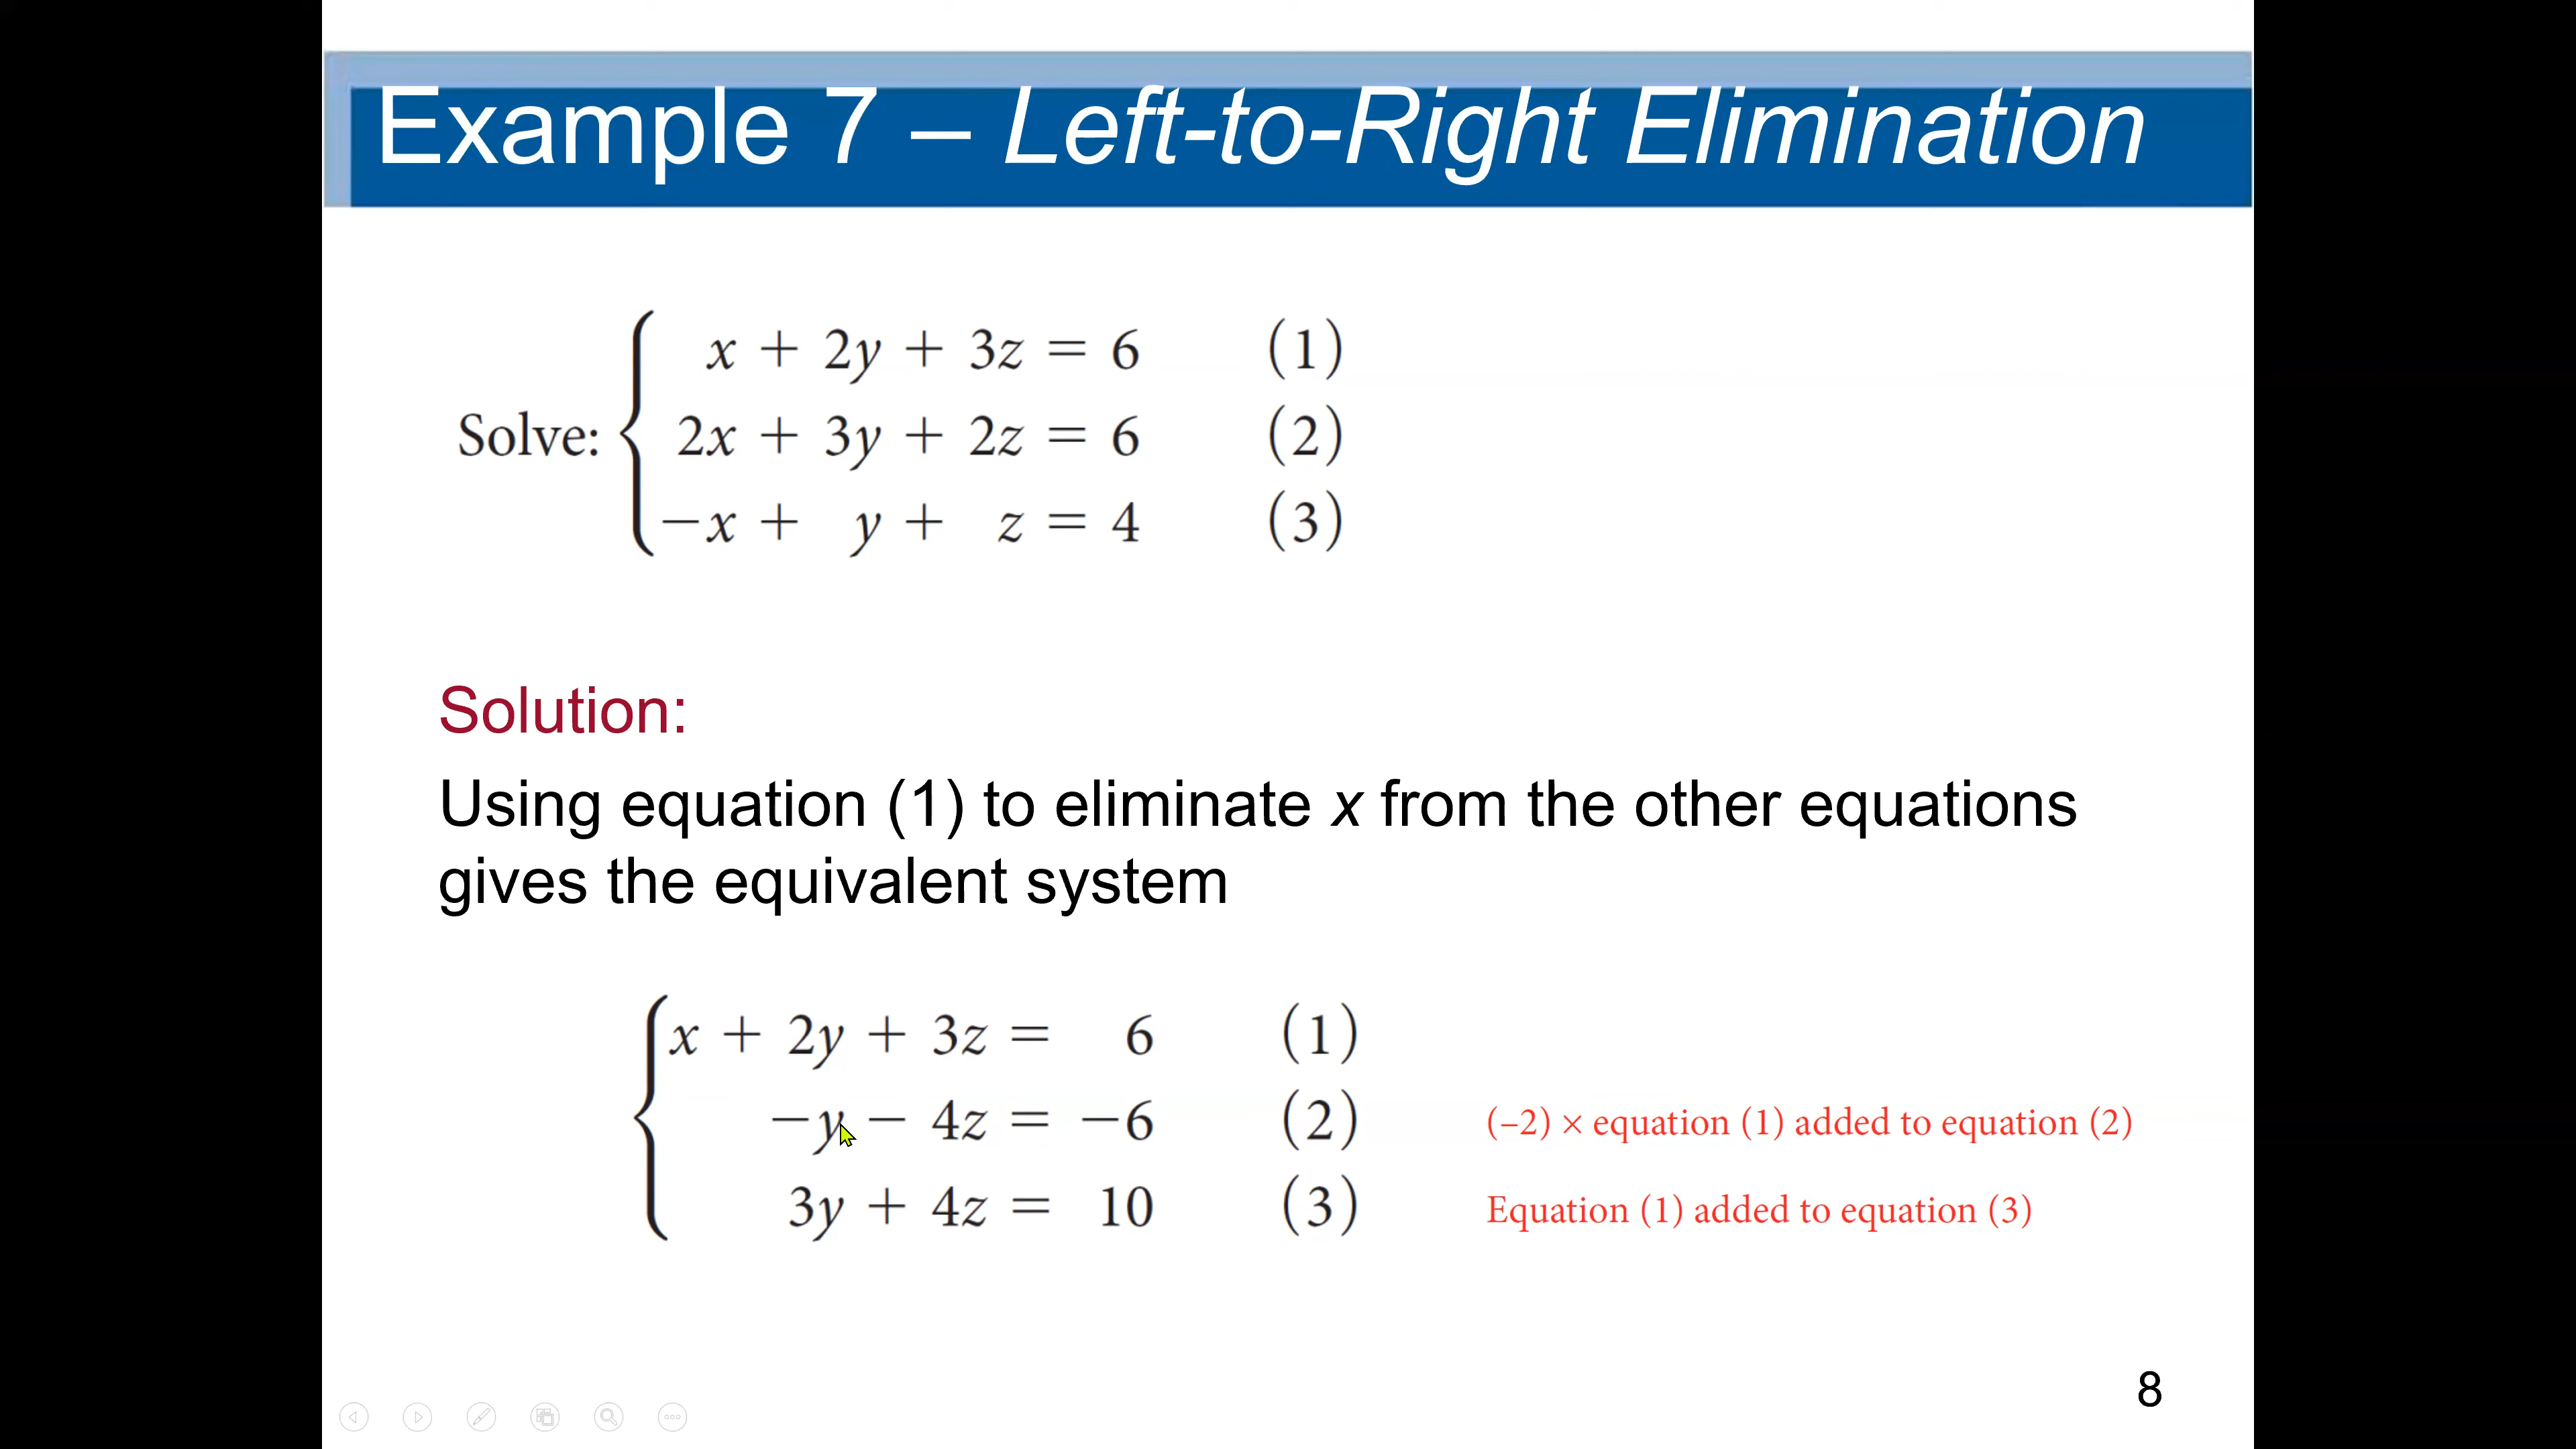 Example 7 – Left-to-Right Elimination
x + 2y + 3z = 6 (1)
Solve: 2x + 3y + 2z = 6 (2)
−x + y + z = 4 (3)
Solution:
Using equation (1) to eliminate x from the other equations
gives the equivalent system
x + 2y + 3z = 6 (1)
−y − 4z = −6 (2) (–2) × equation (1) added to equation (2)
3y + 4z = 10 (3) Equation (1) added to equation (3)
8